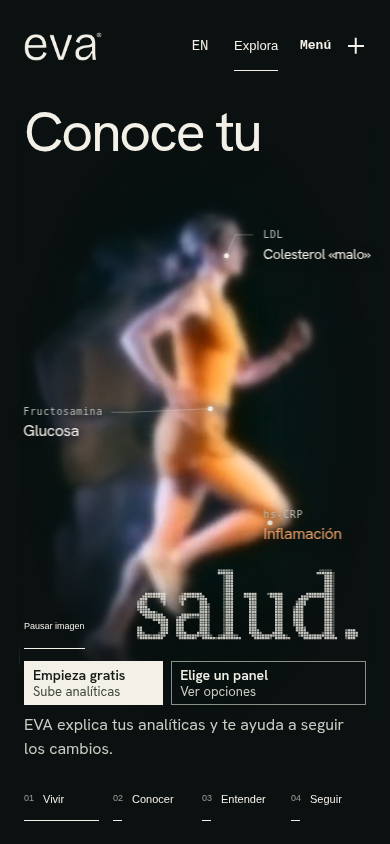 eva®
EN Explora Menú
Conoce tu
LDL
Colesterol «malo»
Fructosamina
Glucosa
hs-CRP
Inflamación
salud.
Pausar imagen
Empieza gratis
Sube analíticas
Elige un panel
Ver opciones
EVA explica tus analíticas y te ayuda a seguir
los cambios.
01 Vivir 02 Conocer 03 Entender 04 Seguir